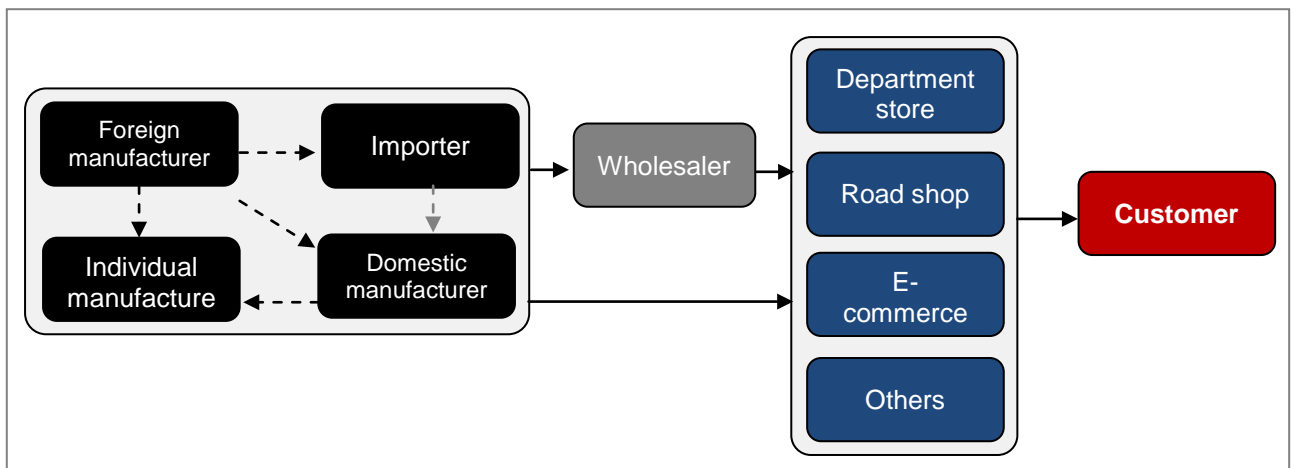 Foreign
manufacturer
Importer
Individual
manufacture
Domestic
manufacturer
Wholesaler
Department
store
Road shop
E-
commerce
Others
Customer